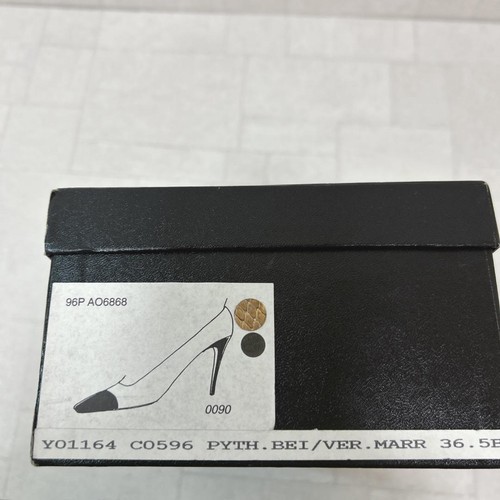 96P AO6868
0090
Y01164 C0596 PYTH.BEI/VER.MARR 36.5B